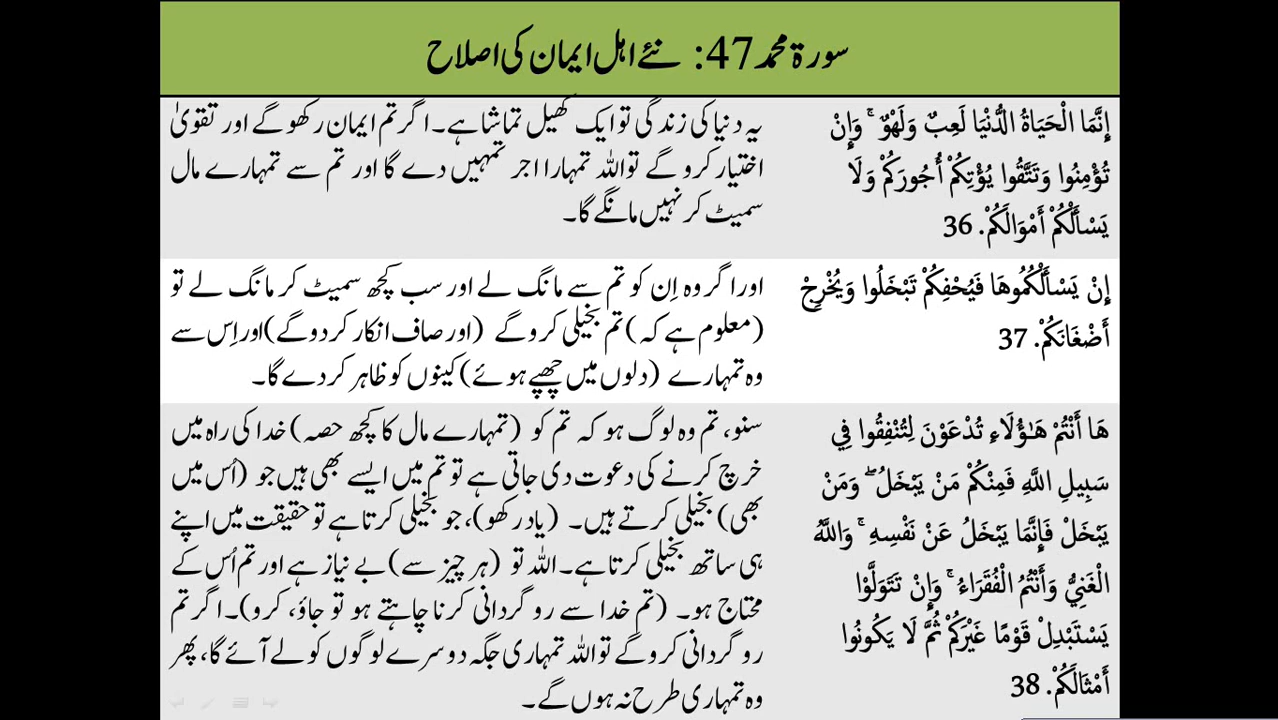 سورۃ محمد 47: نئے اہل ایمان کی اصلاح
إِنَّمَا الْحَيَاةُ الدُّنْيَا لَعِبٌ وَلَهْوٌ ۚ وَإِنْ
تُؤْمِنُوا وَتَتَّقُوا يُؤْتِكُمْ أُجُورَكُمْ وَلَا
يَسْأَلْكُمْ أَمْوَالَكُمْ. 36
یہ دنیا کی زندگی تو ایک کھیل تماشا ہے۔ اگر تم ایمان رکھو گے اور تقویٰ
اختیار کرو گے تو اللہ تمہارا اجر تمہیں دے گا اور تم سے تمہارے مال
سمیٹ کر نہیں مانگے گا۔
إِنْ يَسْأَلْكُمُوهَا فَيُحْفِكُمْ تَبْخَلُوا وَيُخْرِجْ
أَضْغَانَكُمْ. 37
اور اگر وہ اِن کو تم سے مانگ لے اور سب کچھ سمیٹ کر مانگ لے تو
(معلوم ہے کہ) تم بخیلی کرو گے (اور صاف انکار کر دو گے) اور اِس سے
وہ تمہارے (دلوں میں چھپے ہوئے) کینوں کو ظاہر کر دے گا۔
هَا أَنْتُمْ هَـٰؤُلَاءِ تُدْعَوْنَ لِتُنْفِقُوا فِي
سَبِيلِ اللَّهِ فَمِنْكُمْ مَنْ يَبْخَلُ ۖ وَمَنْ
يَبْخَلْ فَإِنَّمَا يَبْخَلُ عَنْ نَفْسِهِ ۚ وَاللَّهُ
الْغَنِيُّ وَأَنْتُمُ الْفُقَرَاءُ ۚ وَإِنْ تَتَوَلَّوْا
يَسْتَبْدِلْ قَوْمًا غَيْرَكُمْ ثُمَّ لَا يَكُونُوا
أَمْثَالَكُمْ. 38
سنو، تم وہ لوگ ہو کہ تم کو (تمہارے مال کا کچھ حصہ) خدا کی راہ میں
خرچ کرنے کی دعوت دی جاتی ہے تو تم میں ایسے بھی ہیں جو (اُس میں
بھی) بخیلی کرتے ہیں۔ (یاد رکھو)، جو بخیلی کرتا ہے تو حقیقت میں اپنے
ہی ساتھ بخیلی کرتا ہے۔ اللہ تو (ہر چیز سے) بے نیاز ہے اور تم اُس کے
محتاج ہو۔ (تم خدا سے روگردانی کرنا چاہتے ہو تو جاؤ، کرو)۔ اگر تم
روگردانی کرو گے تو اللہ تمہاری جگہ دوسرے لوگوں کو لے آئے گا، پھر
وہ تمہاری طرح نہ ہوں گے۔